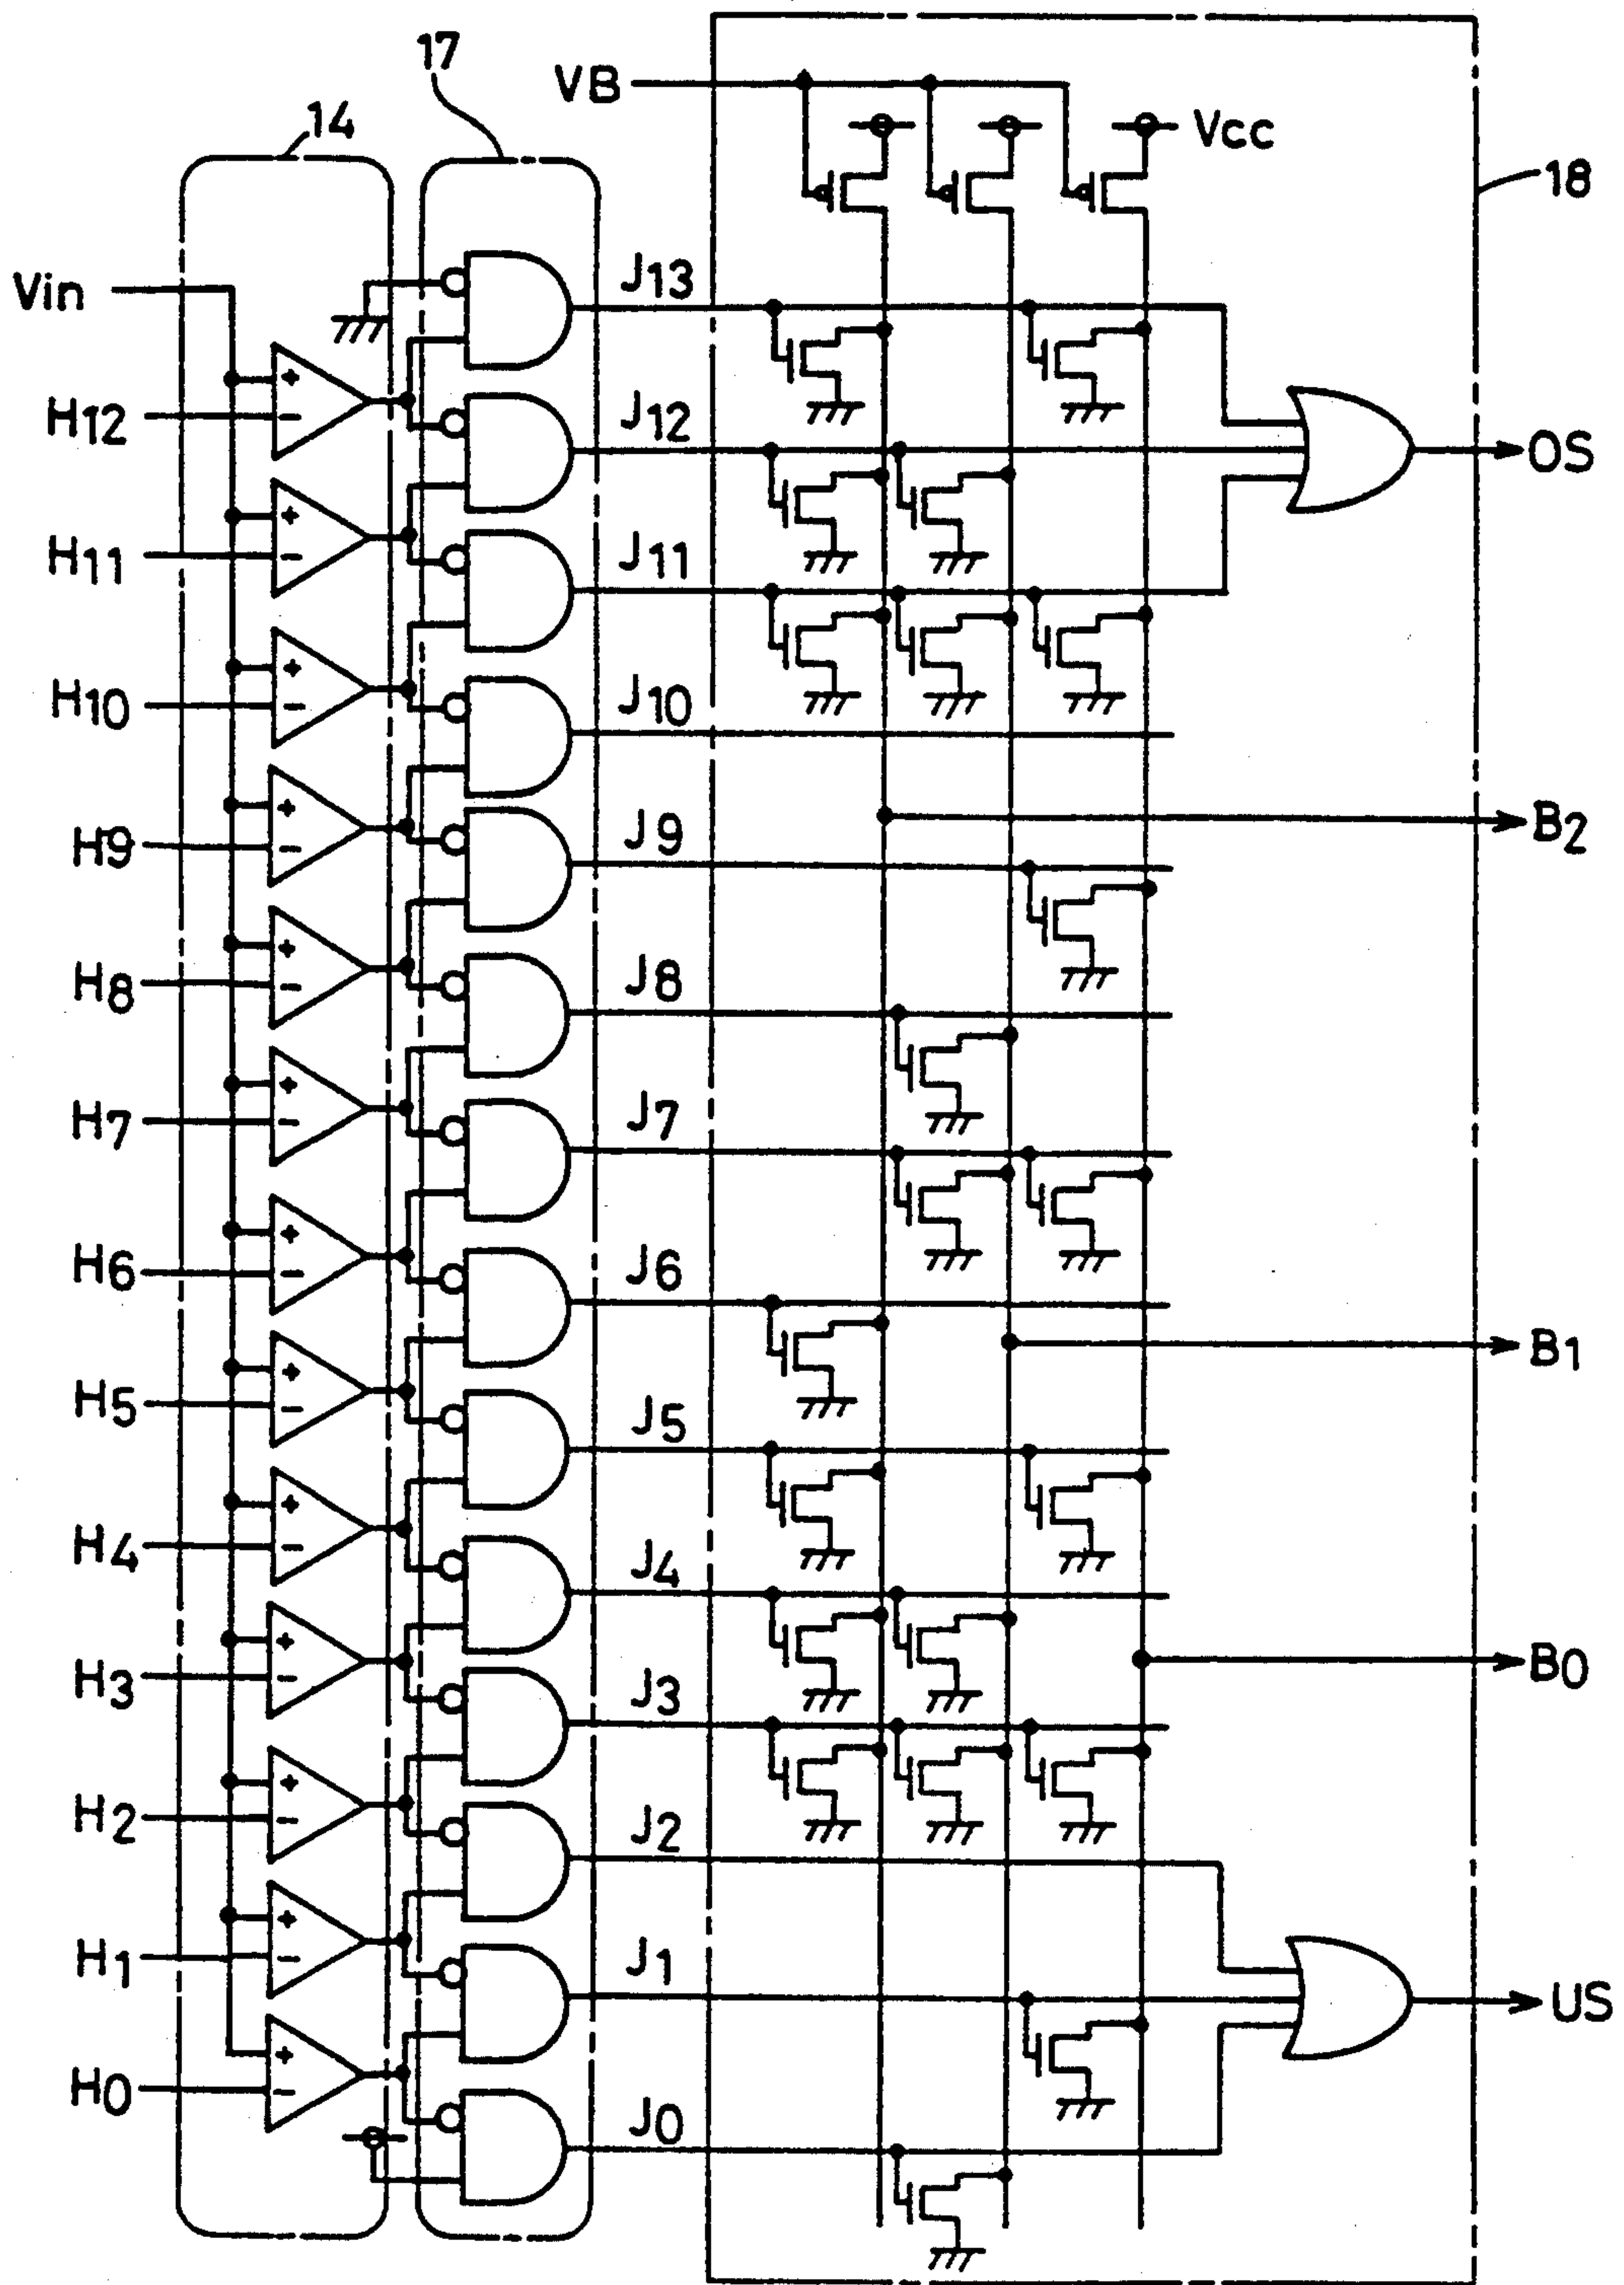 17
VB
14
Vcc
18
Vin
J13
+
H12
−
J12
OS
+
H11
−
J11
+
H10
−
J10
+
H9
−
J9
B2
+
H8
−
J8
+
H7
−
J7
+
H6
−
J6
B1
+
H5
−
J5
+
H4
−
J4
+
H3
−
J3
B0
+
H2
−
J2
+
H1
−
J1
US
+
H0
−
J0